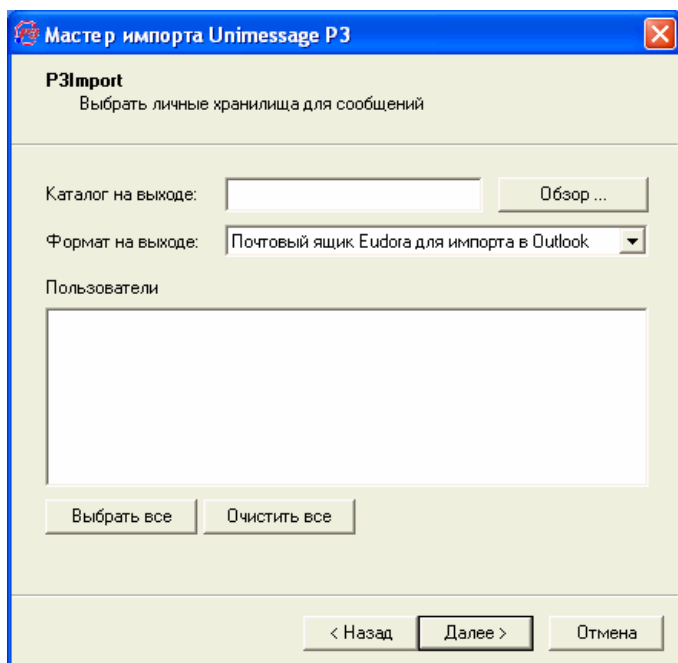 Мастер импорта Unimessage P3
P3Import
Выбрать личные хранилища для сообщений
Каталог на выходе:
Обзор ...
Формат на выходе: Почтовый ящик Eudora для импорта в Outlook
Пользователи
Выбрать все Очистить все
< Назад Далее > Отмена